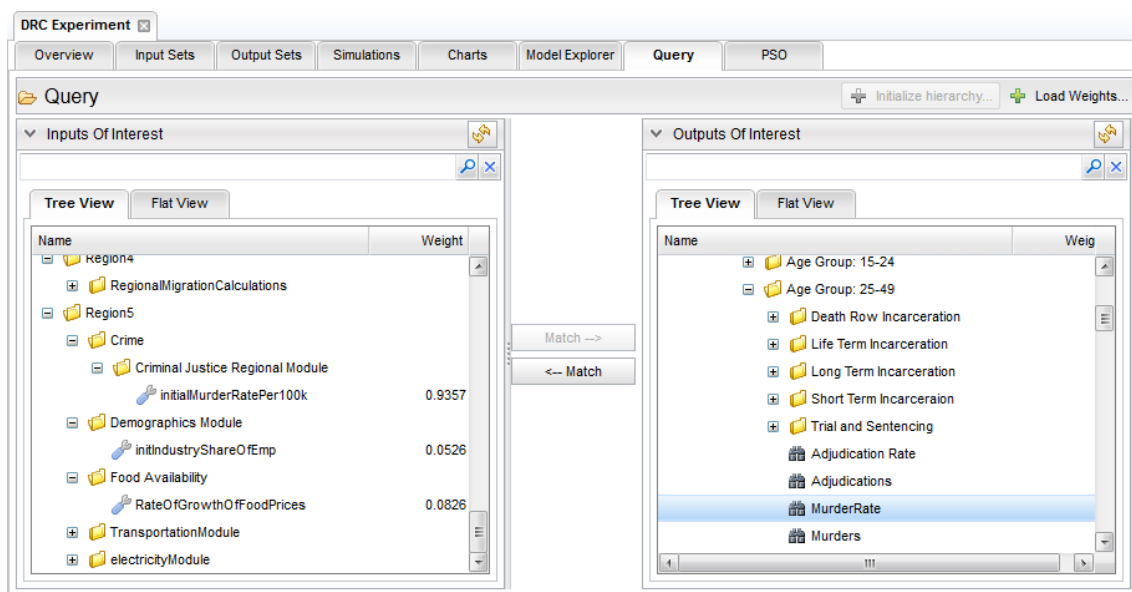 DRC Experiment
Overview
Input Sets
Output Sets
Simulations
Charts
Model Explorer
Query
PSO
Query
Initialize hierarchy...
Load Weights...
Inputs Of Interest
Tree View
Flat View
Name
Weight
Region4
RegionalMigrationCalculations
Region5
Crime
Criminal Justice Regional Module
initialMurderRatePer100k
0.9357
Demographics Module
initIndustryShareOfEmp
0.0526
Food Availability
RateOfGrowthOfFoodPrices
0.0826
TransportationModule
electricityModule
Match -->
<-- Match
Outputs Of Interest
Tree View
Flat View
Name
Weig
Age Group: 15-24
Age Group: 25-49
Death Row Incarceration
Life Term Incarceration
Long Term Incarceration
Short Term Incarceraion
Trial and Sentencing
Adjudication Rate
Adjudications
MurderRate
Murders